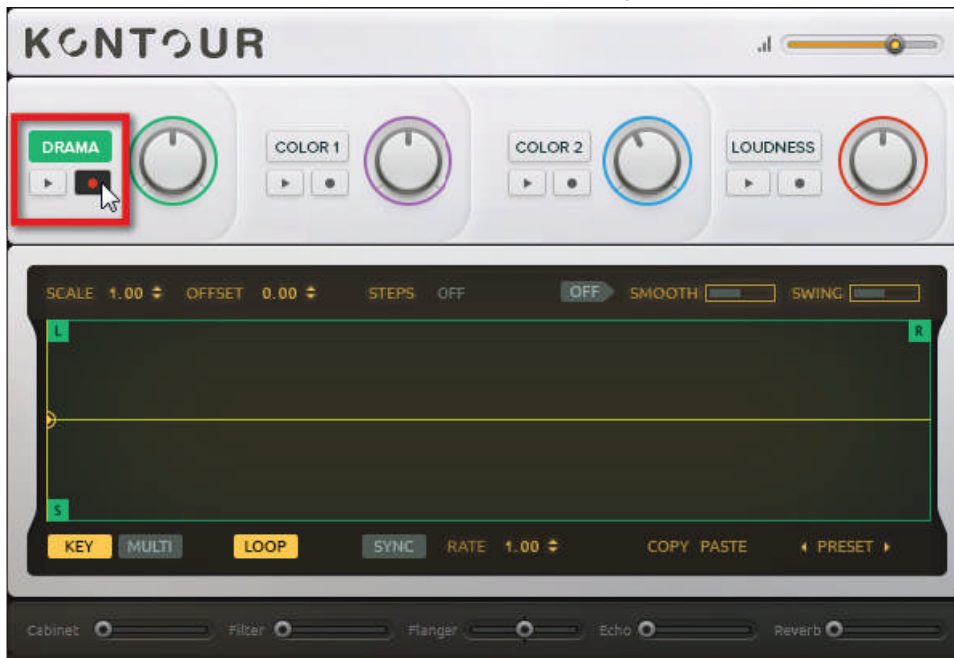 KONTOUR
DRAMA COLOR 1 COLOR 2 LOUDNESS
SCALE 1.00 OFFSET 0.00 STEPS OFF OFF SMOOTH SWING
L R
S
KEY MULTI LOOP SYNC RATE 1.00 COPY PASTE PRESET
Cabinet Filter Flanger Echo Reverb